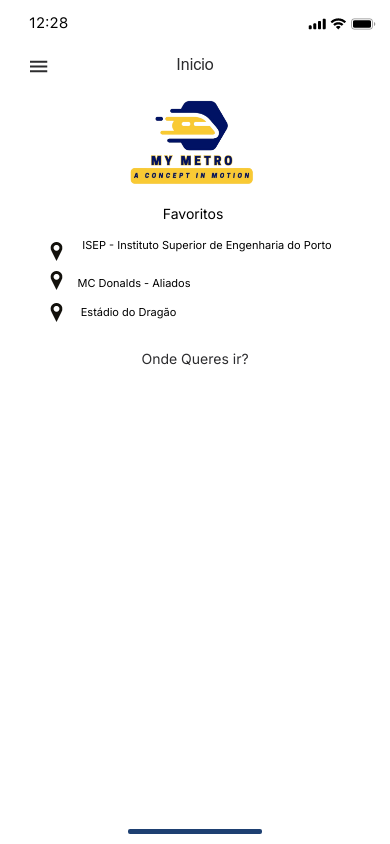 12:28
Inicio
MY METRO
A CONCEPT IN MOTION
Favoritos
ISEP - Instituto Superior de Engenharia do Porto
MC Donalds - Aliados
Estádio do Dragão
Onde Queres ir?